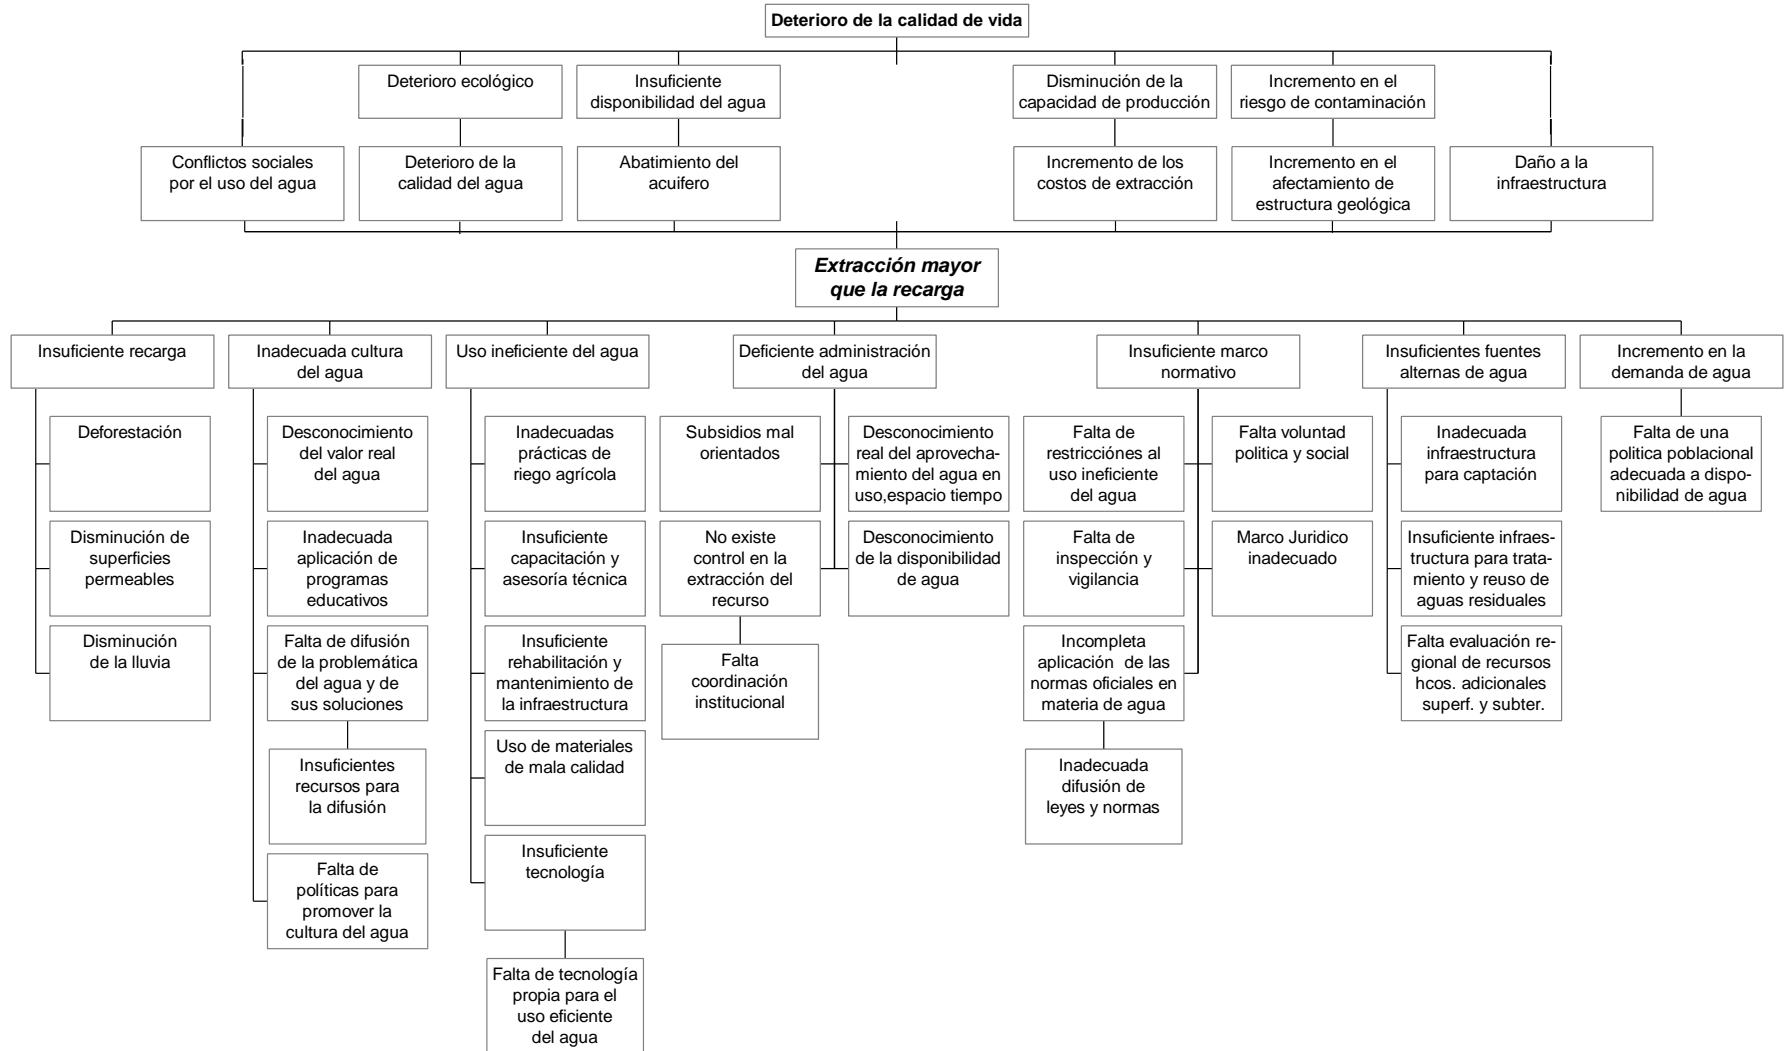 Deterioro de la calidad de vida
Deterioro ecológico
Insuficiente
disponibilidad del agua
Disminución de la
capacidad de producción
Incremento en el
riesgo de contaminación
Conflictos sociales
por el uso del agua
Deterioro de la
calidad del agua
Abatimiento del
acuifero
Incremento de los
costos de extracción
Incremento en el
afectamiento de
estructura geológica
Daño a la
infraestructura
Extracción mayor
que la recarga
Insuficiente recarga
Inadecuada cultura
del agua
Uso ineficiente del agua
Deficiente administración
del agua
Insuficiente marco
normativo
Insuficientes fuentes
alternas de agua
Incremento en la
demanda de agua
Deforestación
Disminución de
superficies
permeables
Disminución
de la lluvia
Desconocimiento
del valor real
del agua
Inadecuada
aplicación de
programas
educativos
Falta de difusión
de la problemática
del agua y de
sus soluciones
Insuficientes
recursos para
la difusión
Falta de
políticas para
promover la
cultura del agua
Inadecuadas
prácticas de
riego agrícola
Insuficiente
capacitación y
asesoría técnica
Insuficiente
rehabilitación y
mantenimiento de
la infraestructura
Uso de materiales
de mala calidad
Insuficiente
tecnología
Falta de tecnología
propia para el
uso eficiente
del agua
Subsidios mal
orientados
No existe
control en la
extracción del
recurso
Falta
coordinación
institucional
Desconocimiento
real del aprovecha-
miento del agua en
uso,espacio tiempo
Desconocimiento
de la disponibilidad
de agua
Falta de
restricciónes al
uso ineficiente
del agua
Falta de
inspección y
vigilancia
Incompleta
aplicación de las
normas oficiales en
materia de agua
Inadecuada
difusión de
leyes y normas
Falta voluntad
politica y social
Marco Juridico
inadecuado
Inadecuada
infraestructura
para captación
Insuficiente infraes-
tructura para trata-
miento y reuso de
aguas residuales
Falta evaluación re-
gional de recursos
hcos. adicionales
superf. y subter.
Falta de una
politica poblacional
adecuada a dispo-
nibilidad de agua